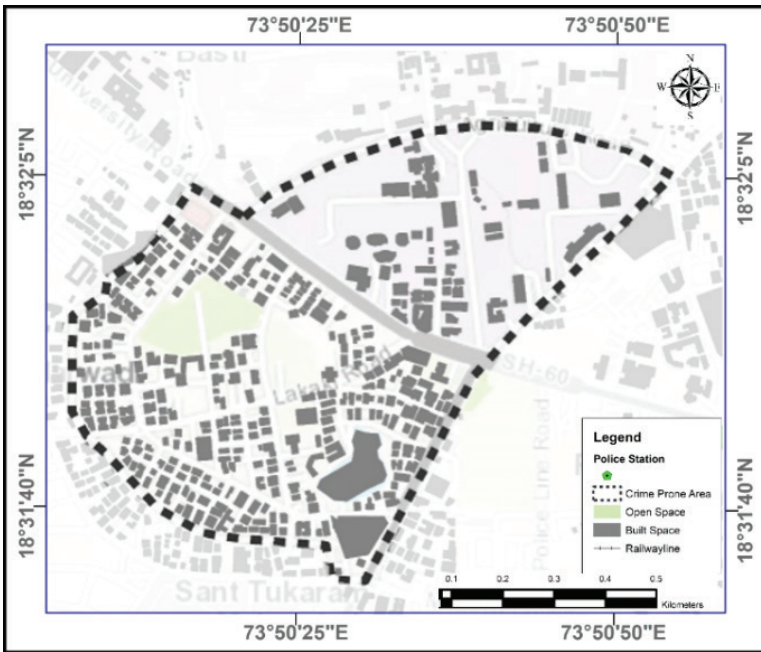 73°50'25"E 73°50'50"E
Basti
University Road
N
W E
S
18°32'5"N 18°32'5"N
wad
Lakaki Road
SH-60
Police Line Road
18°31'40"N 18°31'40"N
Sant Tukaram
Legend
Police Station
Crime Prone Area
Open Space
Built Space
Railwayline
0.1 0.2 0.3 0.4 0.5
Kilometers
73°50'25"E 73°50'50"E